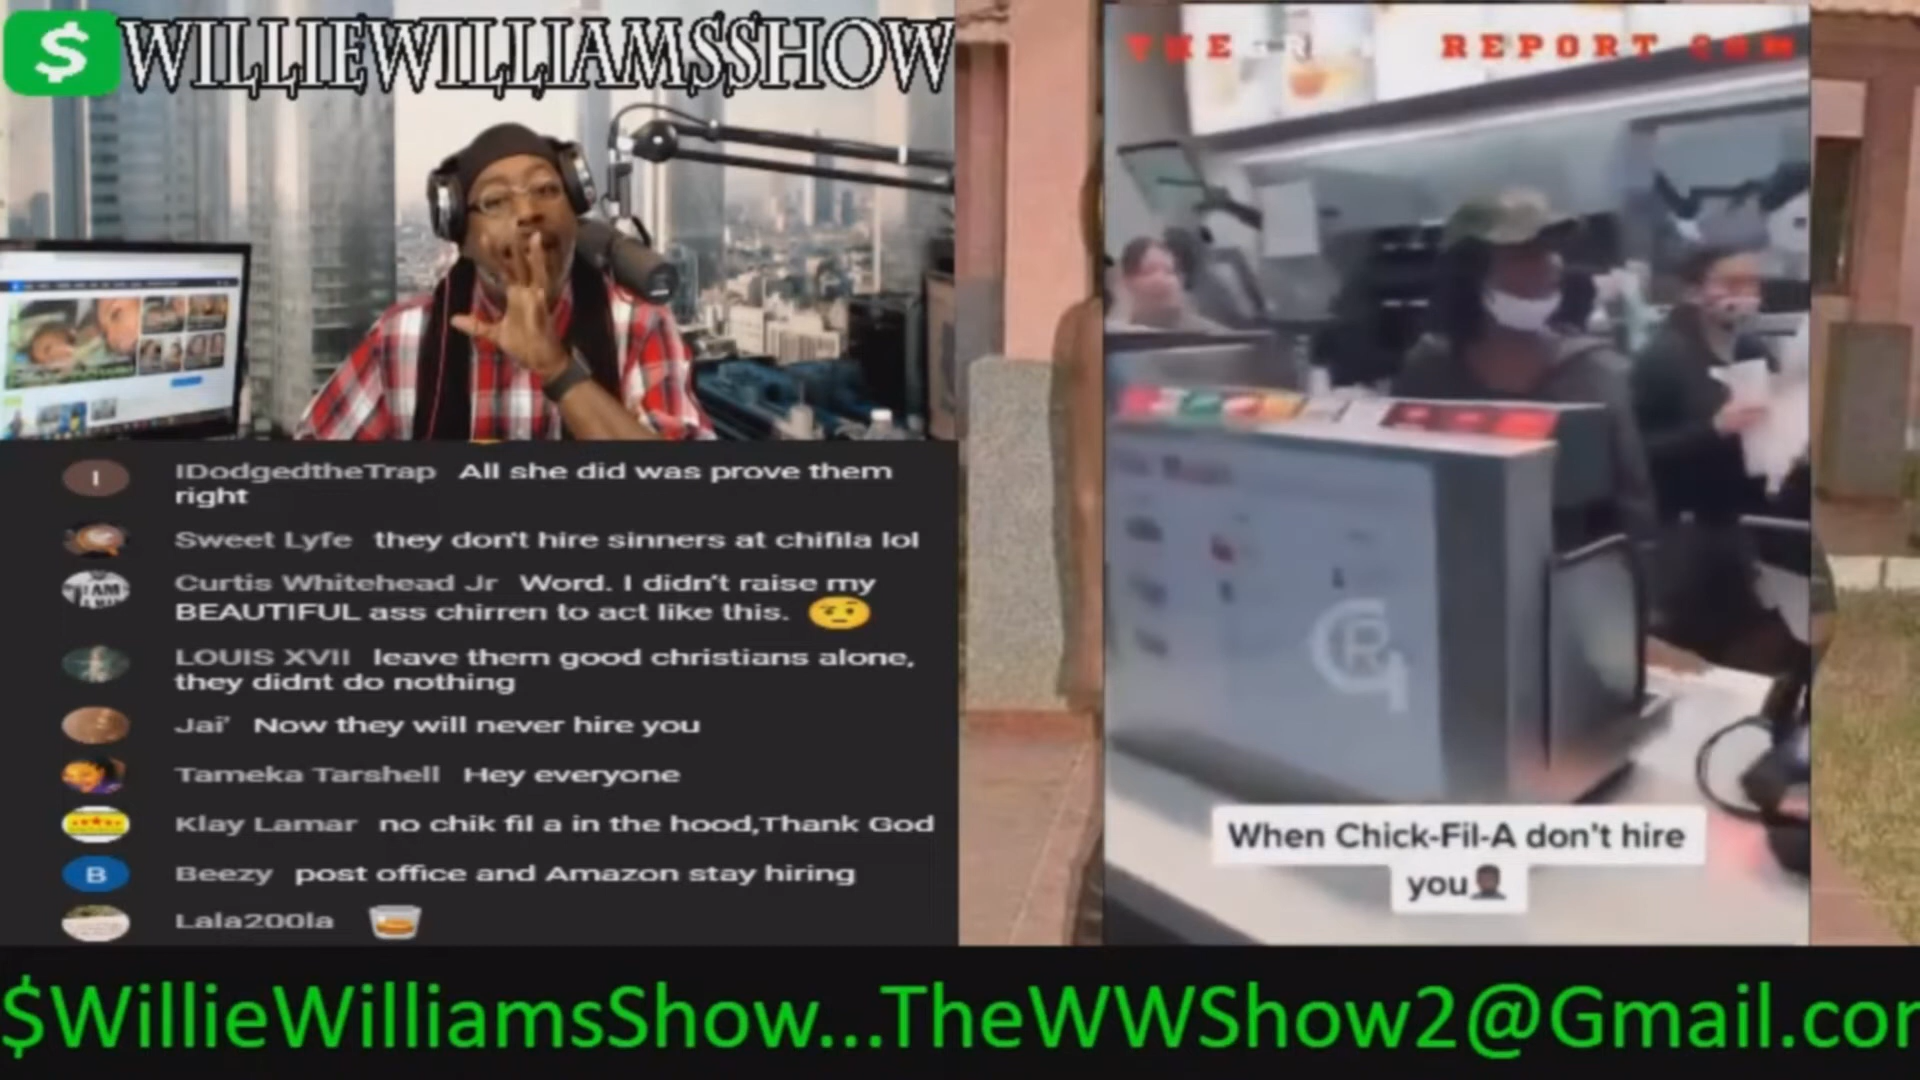 $ WILLIEWILLIAMSSHOW
THE REPORT COM
I IDodgedtheTrap All she did was prove them
right
Sweet Lyfe they don't hire sinners at chifila lol
Curtis Whitehead Jr Word. I didn't raise my
BEAUTIFUL ass chirren to act like this. 🤨
LOUIS XVII leave them good christians alone,
they didnt do nothing
Jai' Now they will never hire you
Tameka Tarshell Hey everyone
Klay Lamar no chik fil a in the hood,Thank God
B Beezy post office and Amazon stay hiring
Lala200la 🥃
When Chick-Fil-A don't hire
you
$WillieWilliamsShow...TheWWShow2@Gmail.com